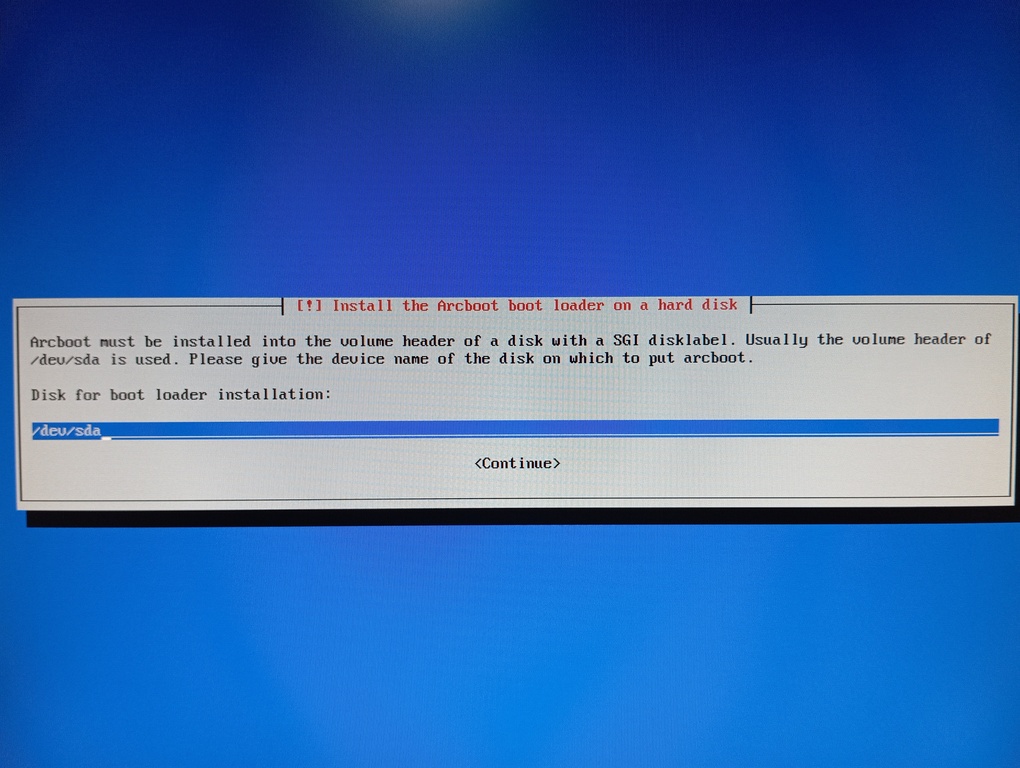 [!] Install the Arcboot boot loader on a hard disk
Arcboot must be installed into the volume header of a disk with a SGI disklabel. Usually the volume header of
/dev/sda is used. Please give the device name of the disk on which to put arcboot.
Disk for boot loader installation:
/dev/sda
<Continue>